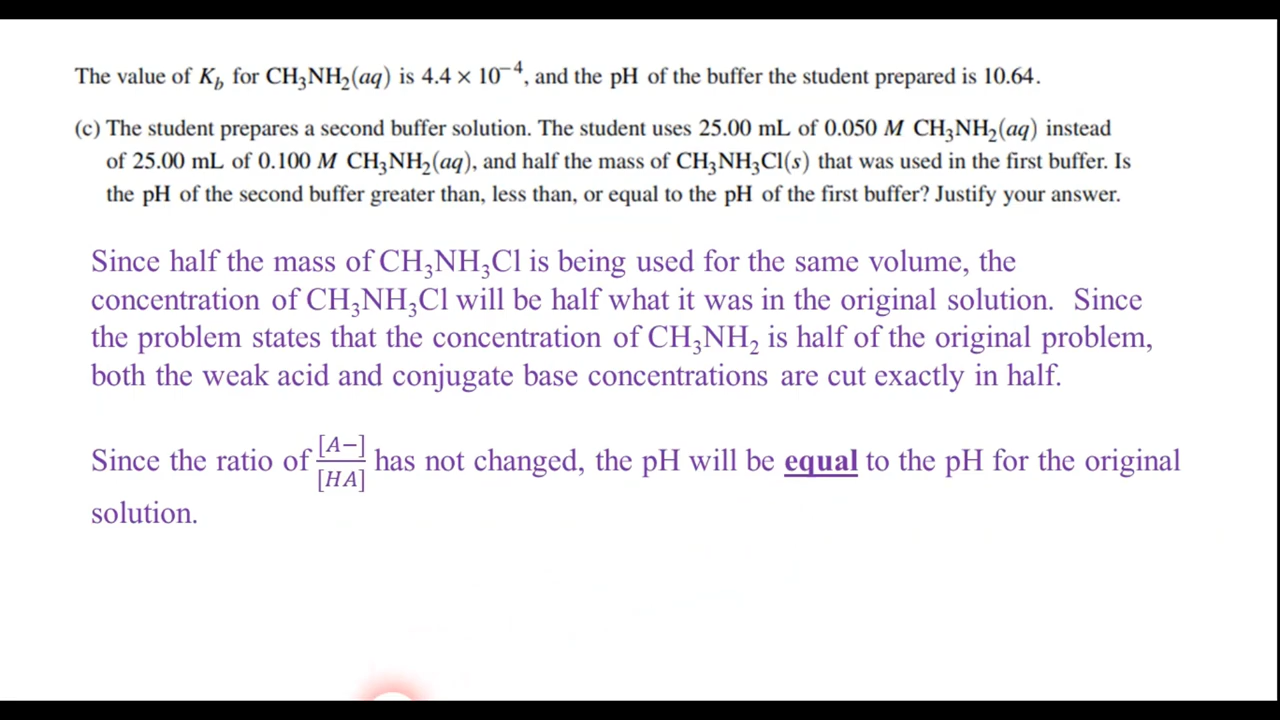 The value of K_b for CH₃NH₂(aq) is 4.4 × 10⁻⁴, and the pH of the buffer the student prepared is 10.64.
(c) The student prepares a second buffer solution. The student uses 25.00 mL of 0.050 M CH₃NH₂(aq) instead
of 25.00 mL of 0.100 M CH₃NH₂(aq), and half the mass of CH₃NH₃Cl(s) that was used in the first buffer. Is
the pH of the second buffer greater than, less than, or equal to the pH of the first buffer? Justify your answer.
Since half the mass of CH₃NH₃Cl is being used for the same volume, the
concentration of CH₃NH₃Cl will be half what it was in the original solution. Since
the problem states that the concentration of CH₃NH₂ is half of the original problem,
both the weak acid and conjugate base concentrations are cut exactly in half.
Since the ratio of [A−]/[HA] has not changed, the pH will be equal to the pH for the original
solution.